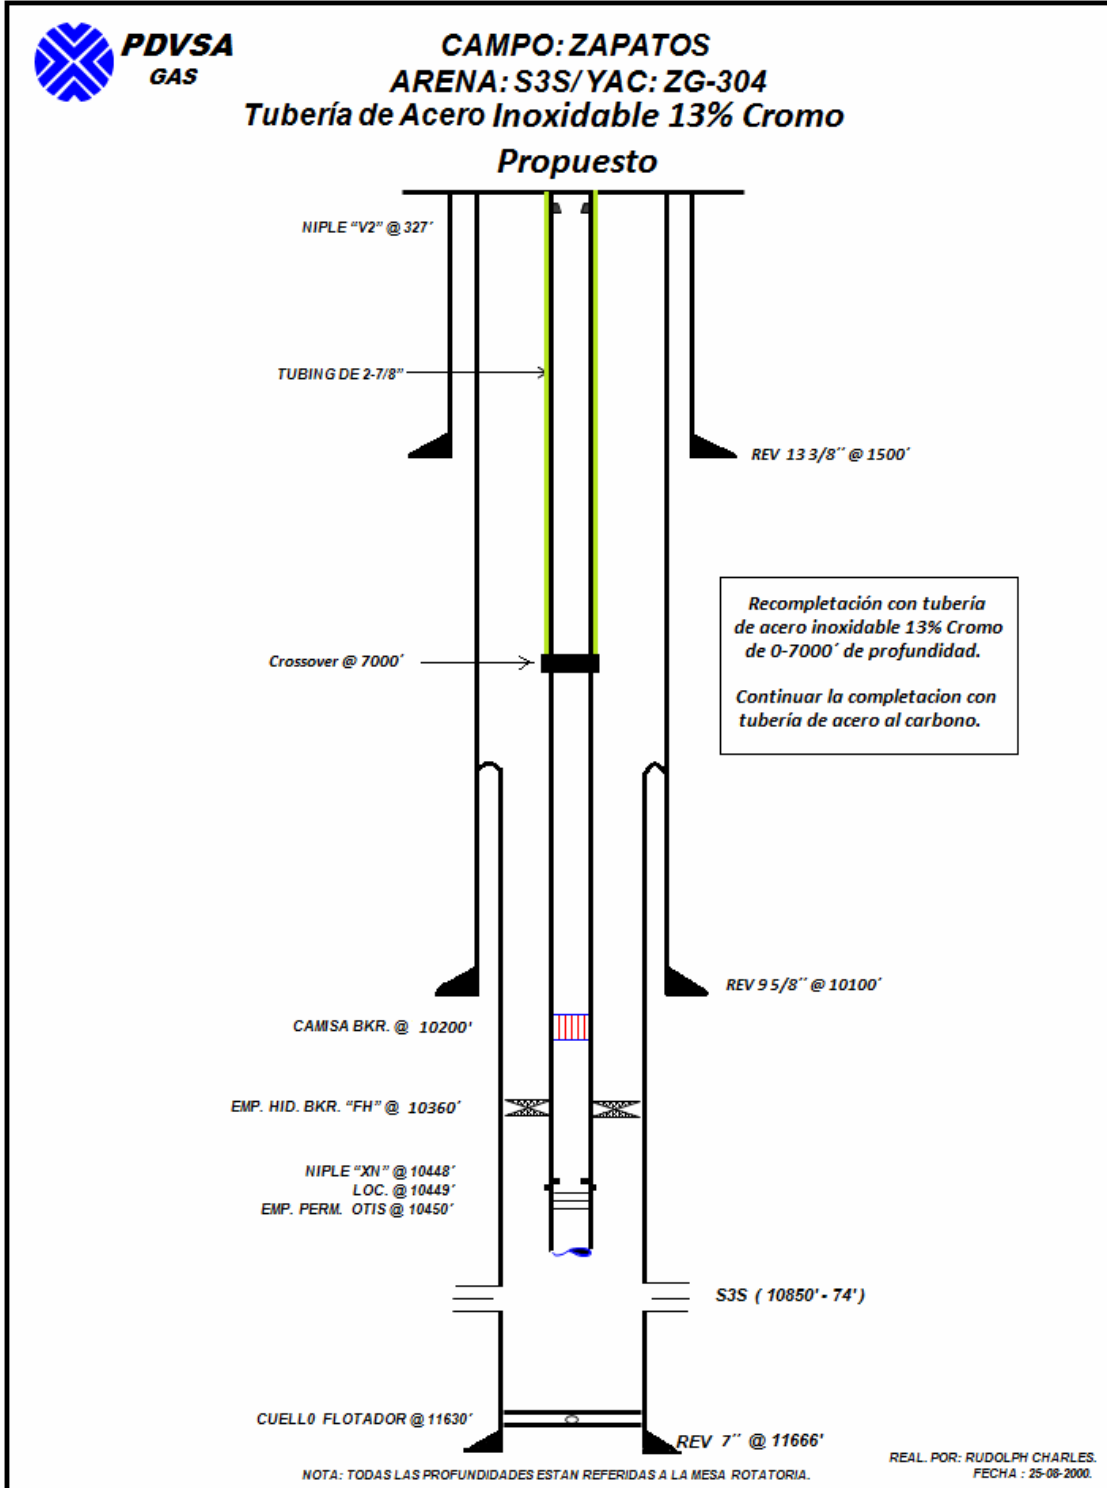 PDVSA
GAS
CAMPO: ZAPATOS
ARENA: S3S/ YAC: ZG-304
Tubería de Acero Inoxidable 13% Cromo
Propuesto
NIPLE “V2” @ 327´
TUBING DE 2-7/8”
REV 13 3/8´´ @ 1500´
Recompletación con tubería
de acero inoxidable 13% Cromo
de 0-7000´ de profundidad.
Continuar la completacion con
tubería de acero al carbono.
Crossover @ 7000´
REV 9 5/8´´ @ 10100´
CAMISA BKR. @ 10200'
EMP. HID. BKR. “FH” @ 10360´
NIPLE “XN” @ 10448´
LOC. @ 10449´
EMP. PERM. OTIS @ 10450´
S3S ( 10850' - 74' )
CUELL0 FLOTADOR @ 11630´
REV 7´´ @ 11666'
NOTA: TODAS LAS PROFUNDIDADES ESTAN REFERIDAS A LA MESA ROTATORIA.
REAL. POR: RUDOLPH CHARLES.
FECHA : 25-08-2000.